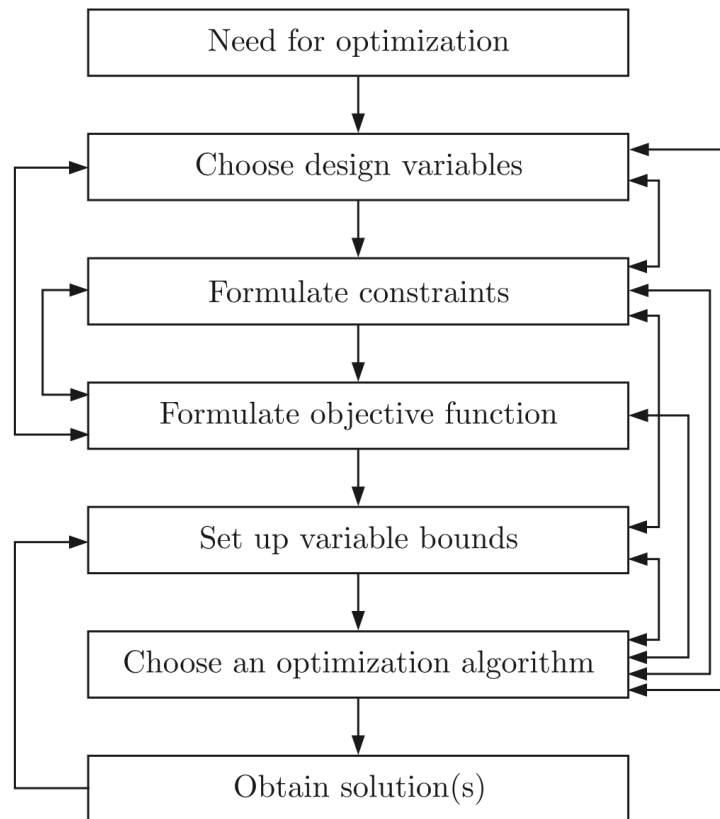 Need for optimization
Choose design variables
Formulate constraints
Formulate objective function
Set up variable bounds
Choose an optimization algorithm
Obtain solution(s)